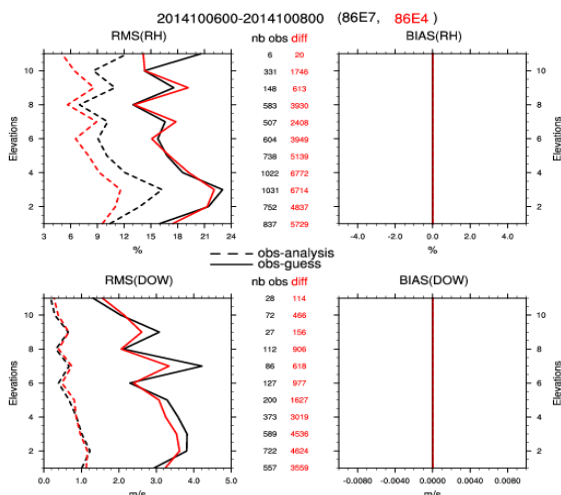 2014100600-2014100800 (86E7, 86E4 )
RMS(RH) nb obs diff BIAS(RH)
6 20
10 331 1746 10
148 613
8 583 3930 8
507 2408
6 604 3949 6
738 5139
4 1022 6772 4
1031 6714
2 752 4837 2
837 5729
Elevations Elevations
3 6 9 12 15 18 21 24 -4.0 0.0 4.0
% %
obs-analysis
obs-guess
RMS(DOW) nb obs diff BIAS(DOW)
28 114
10 72 466 10
27 156
8 112 906 8
86 618
6 127 977 6
200 1627
4 373 3019 4
589 4536
2 722 4624 2
557 3559
Elevations Elevations
0.0 1.0 2.0 3.0 4.0 5.0 -0.0080 -0.0040 0.0000 0.0040 0.0080
m/s m/s